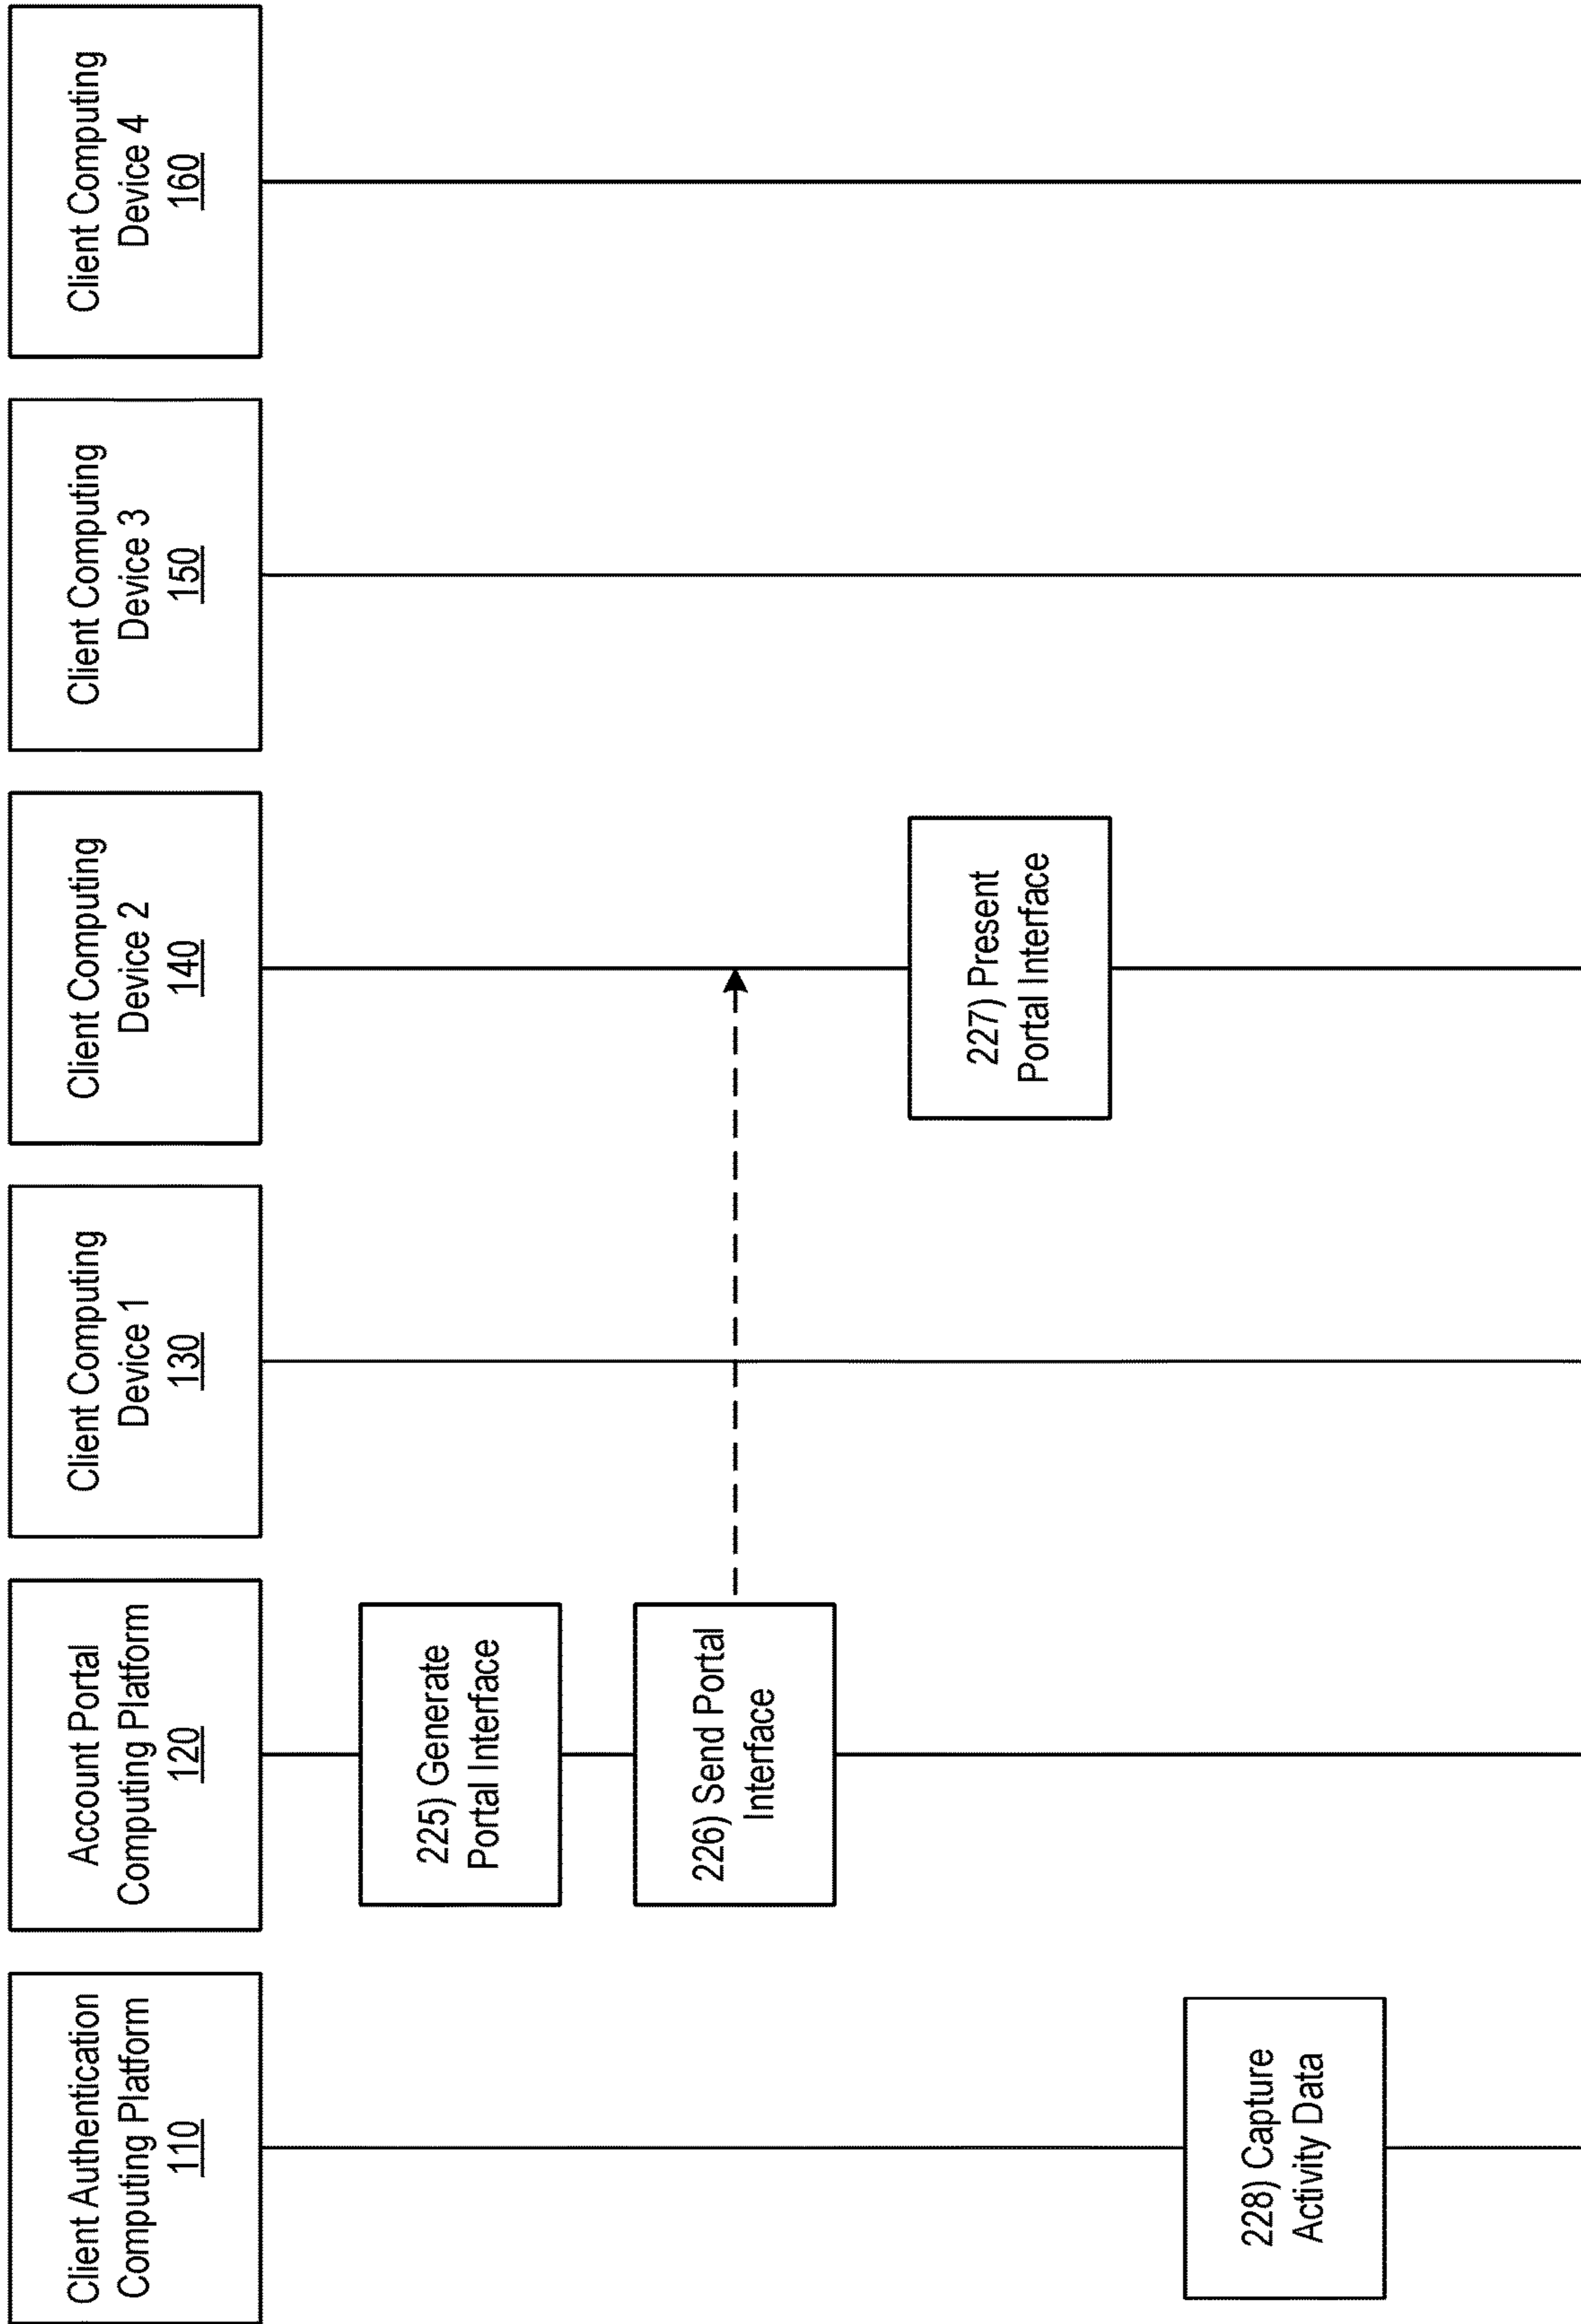 Client Authentication
Computing Platform
110
Account Portal
Computing Platform
120
Client Computing
Device 1
130
Client Computing
Device 2
140
Client Computing
Device 3
150
Client Computing
Device 4
160
225) Generate
Portal Interface
226) Send Portal
Interface
227) Present
Portal Interface
228) Capture
Activity Data